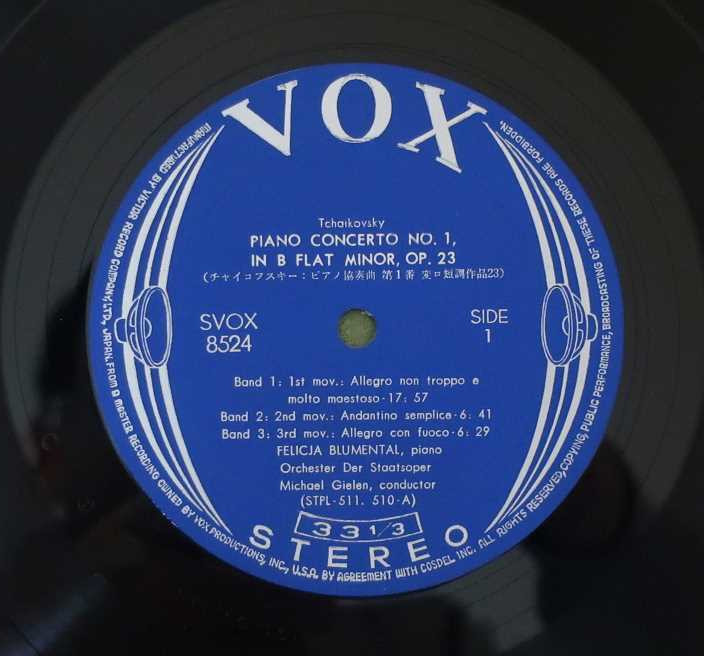 VOX
Tchaikovsky
PIANO CONCERTO NO. 1,
IN B FLAT MINOR, OP. 23
(チャイコフスキー:ピアノ協奏曲 第1番 変ロ短調作品23)
SVOX
8524
SIDE
1
Band 1: 1st mov.: Allegro non troppo e
molto maestoso-17: 57
Band 2: 2nd mov.: Andantino semplice-6: 41
Band 3: 3rd mov.: Allegro con fuoco-6: 29
FELICJA BLUMENTAL, piano
Orchester Der Staatsoper
Michael Gielen, conductor
(STPL-511. 510-A)
33 1/3
STEREO
MANUFACTURED BY VICTOR RECORD COMPANY, LTD., JAPAN. FROM A MASTER RECORDING OWNED BY VOX PRODUCTIONS, INC., U.S.A. BY AGREEMENT WITH COSDEL INC. ALL RIGHTS RESERVED, COPYING, PUBLIC PERFORMANCE, BROADCASTING OF THESE RECORDS ARE FORBIDDEN.